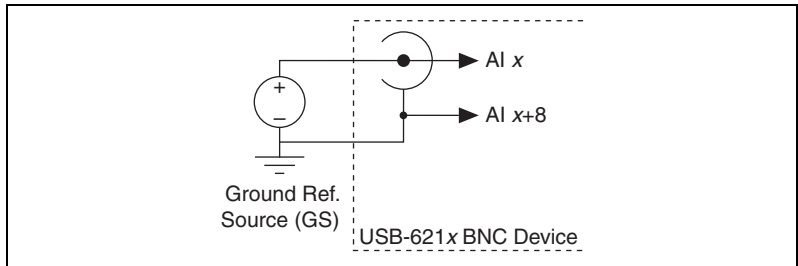 AI x
+
AI x+8
–
Ground Ref.
Source (GS)
USB-621x BNC Device